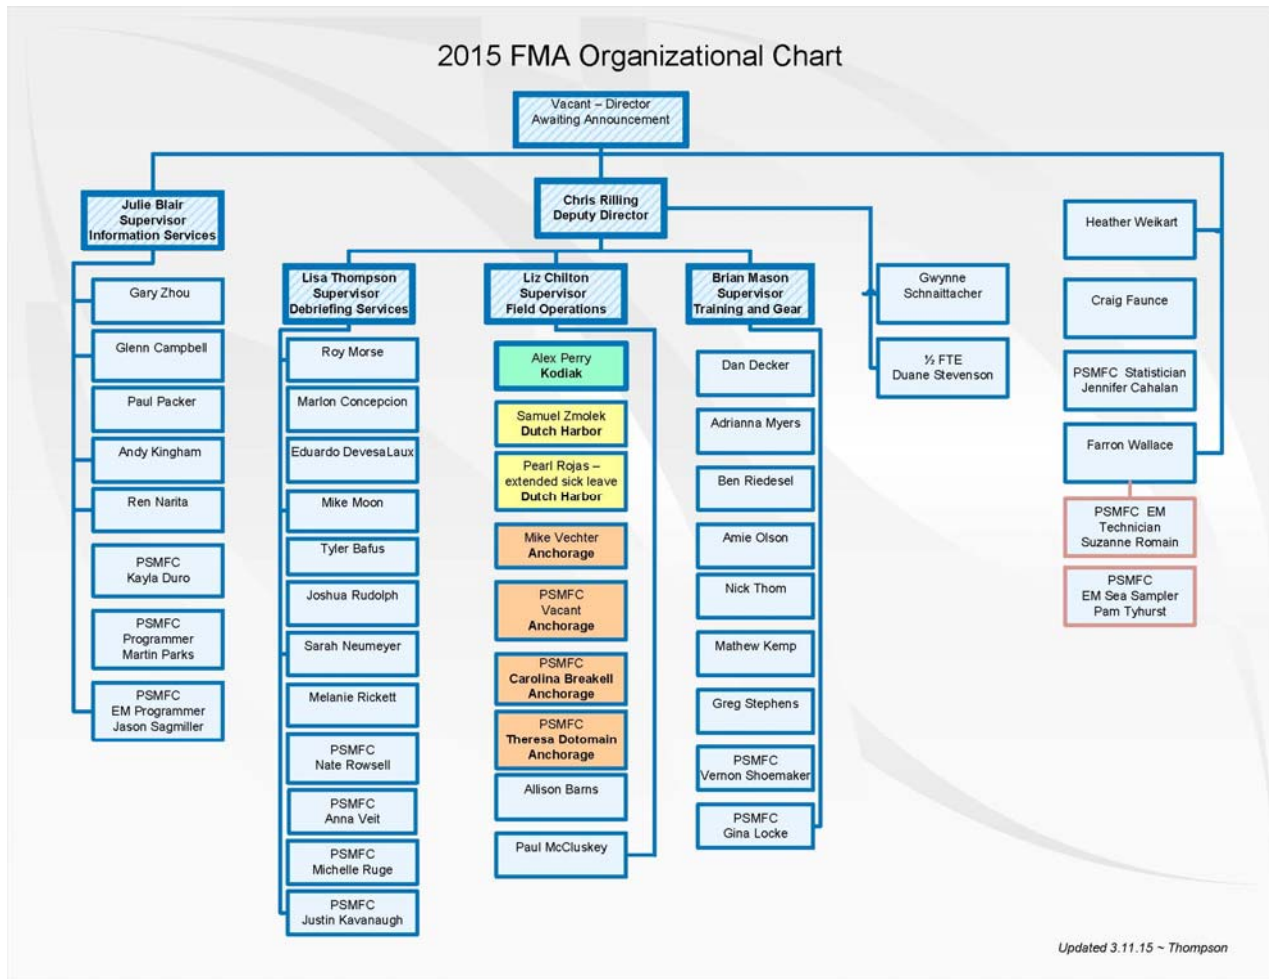 2015 FMA Organizational Chart
Vacant – Director
Awaiting Announcement
Julie Blair
Supervisor
Information Services
Gary Zhou
Glenn Campbell
Paul Packer
Andy Kingham
Ren Narita
PSMFC
Kayla Duro
PSMFC
Programmer
Martin Parks
PSMFC
EM Programmer
Jason Sagmiller
Chris Rilling
Deputy Director
Lisa Thompson
Supervisor
Debriefing Services
Roy Morse
Marlon Concepcion
Eduardo DevesaLaux
Mike Moon
Tyler Bafus
Joshua Rudolph
Sarah Neumeyer
Melanie Rickett
PSMFC
Nate Rowsell
PSMFC
Anna Veit
PSMFC
Michelle Ruge
PSMFC
Justin Kavanaugh
Liz Chilton
Supervisor
Field Operations
Alex Perry
Kodiak
Samuel Zmolek
Dutch Harbor
Pearl Rojas –
extended sick leave
Dutch Harbor
Mike Vechter
Anchorage
PSMFC
Vacant
Anchorage
PSMFC
Carolina Breakell
Anchorage
PSMFC
Theresa Dotomain
Anchorage
Allison Barns
Paul McCluskey
Brian Mason
Supervisor
Training and Gear
Dan Decker
Adrianna Myers
Ben Riedesel
Amie Olson
Nick Thom
Mathew Kemp
Greg Stephens
PSMFC
Vernon Shoemaker
PSMFC
Gina Locke
Gwynne
Schnaittacher
½ FTE
Duane Stevenson
Heather Weikart
Craig Faunce
PSMFC Statistician
Jennifer Cahalan
Farron Wallace
PSMFC EM
Technician
Suzanne Romain
PSMFC
EM Sea Sampler
Pam Tyhurst
Updated 3.11.15 ~ Thompson